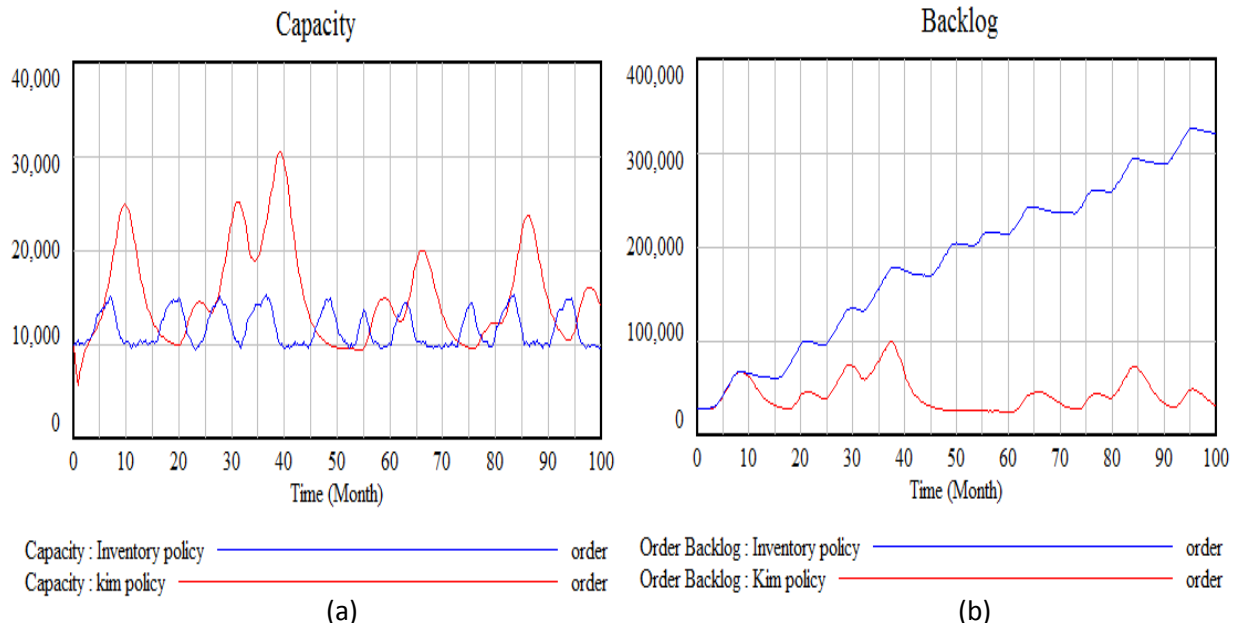 Capacity
40,000
30,000
20,000
10,000
0
0 10 20 30 40 50 60 70 80 90 100
Time (Month)
Capacity : Inventory policy order
Capacity : kim policy order
(a)
Backlog
400,000
300,000
200,000
100,000
0
0 10 20 30 40 50 60 70 80 90 100
Time (Month)
Order Backlog : Inventory policy order
Order Backlog : Kim policy order
(b)